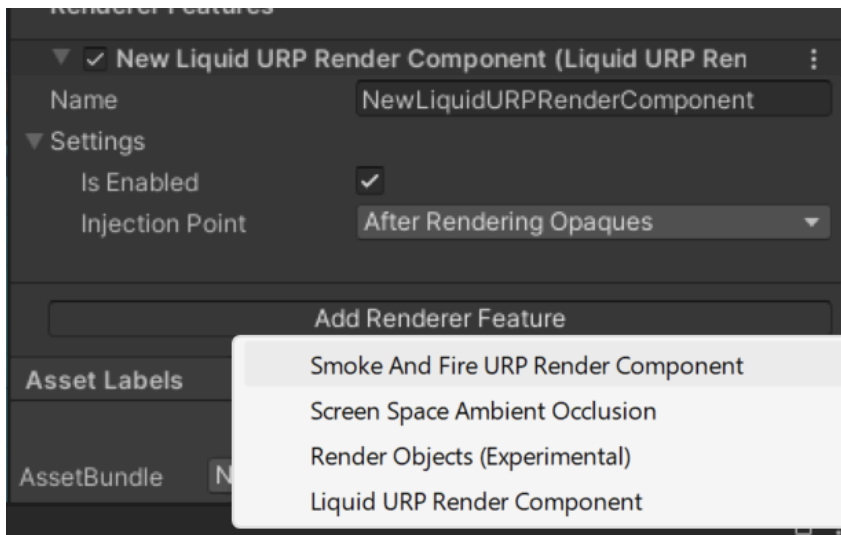 Renderer Features
New Liquid URP Render Component (Liquid URP Ren
Name NewLiquidURPRenderComponent
Settings
Is Enabled
Injection Point After Rendering Opaques
Add Renderer Feature
Smoke And Fire URP Render Component
Asset Labels
Screen Space Ambient Occlusion
Render Objects (Experimental)
AssetBundle N
Liquid URP Render Component